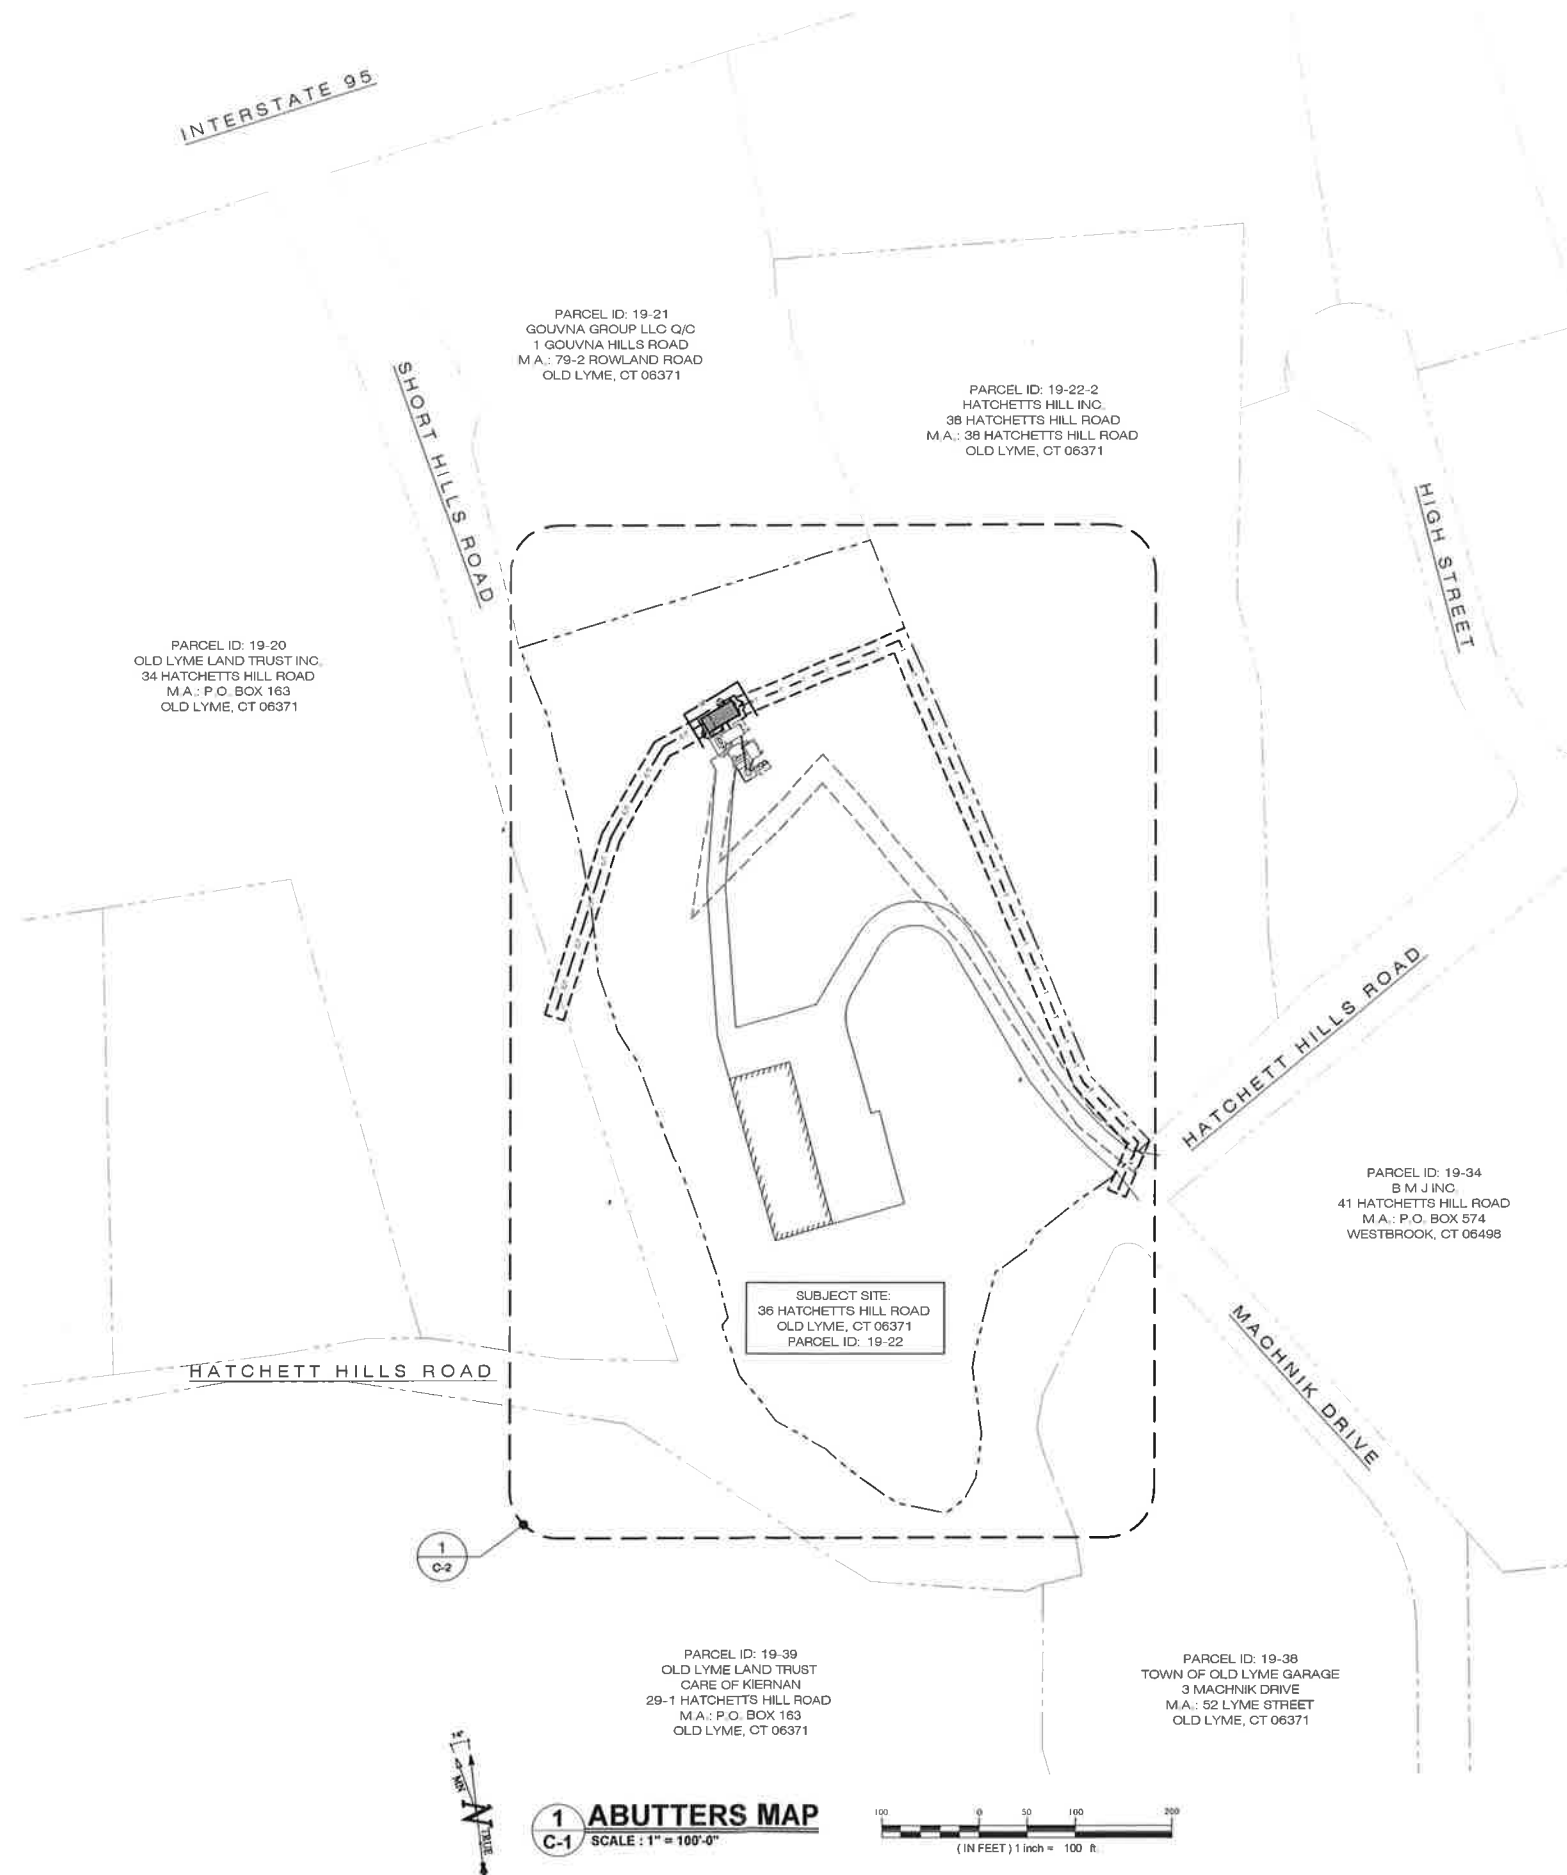 INTERSTATE 95
PARCEL ID: 19-21
GOUVNA GROUP LLC Q/C
1 GOUVNA HILLS ROAD
M.A.: 79-2 ROWLAND ROAD
OLD LYME, CT 06371
SHORT HILLS ROAD
PARCEL ID: 19-22-2
HATCHETTS HILL INC.
38 HATCHETTS HILL ROAD
M.A.: 38 HATCHETTS HILL ROAD
OLD LYME, CT 06371
HIGH STREET
PARCEL ID: 19-20
OLD LYME LAND TRUST INC.
34 HATCHETTS HILL ROAD
M.A.: P.O. BOX 163
OLD LYME, CT 06371
HATCHETT HILLS ROAD
PARCEL ID: 19-34
B M J INC.
41 HATCHETTS HILL ROAD
M.A.: P.O. BOX 574
WESTBROOK, CT 06498
SUBJECT SITE:
36 HATCHETTS HILL ROAD
OLD LYME, CT 06371
PARCEL ID: 19-22
MACHNIK DRIVE
HATCHETT HILLS ROAD
1
C-2
PARCEL ID: 19-39
OLD LYME LAND TRUST
CARE OF KIERNAN
29-1 HATCHETTS HILL ROAD
M.A.: P.O. BOX 163
OLD LYME, CT 06371
PARCEL ID: 19-38
TOWN OF OLD LYME GARAGE
3 MACHNIK DRIVE
M.A.: 52 LYME STREET
OLD LYME, CT 06371
MN
N
TRUE
1
C-1
ABUTTERS MAP
SCALE : 1" = 100'-0"
100 0 50 100 200
( IN FEET ) 1 inch = 100 ft.